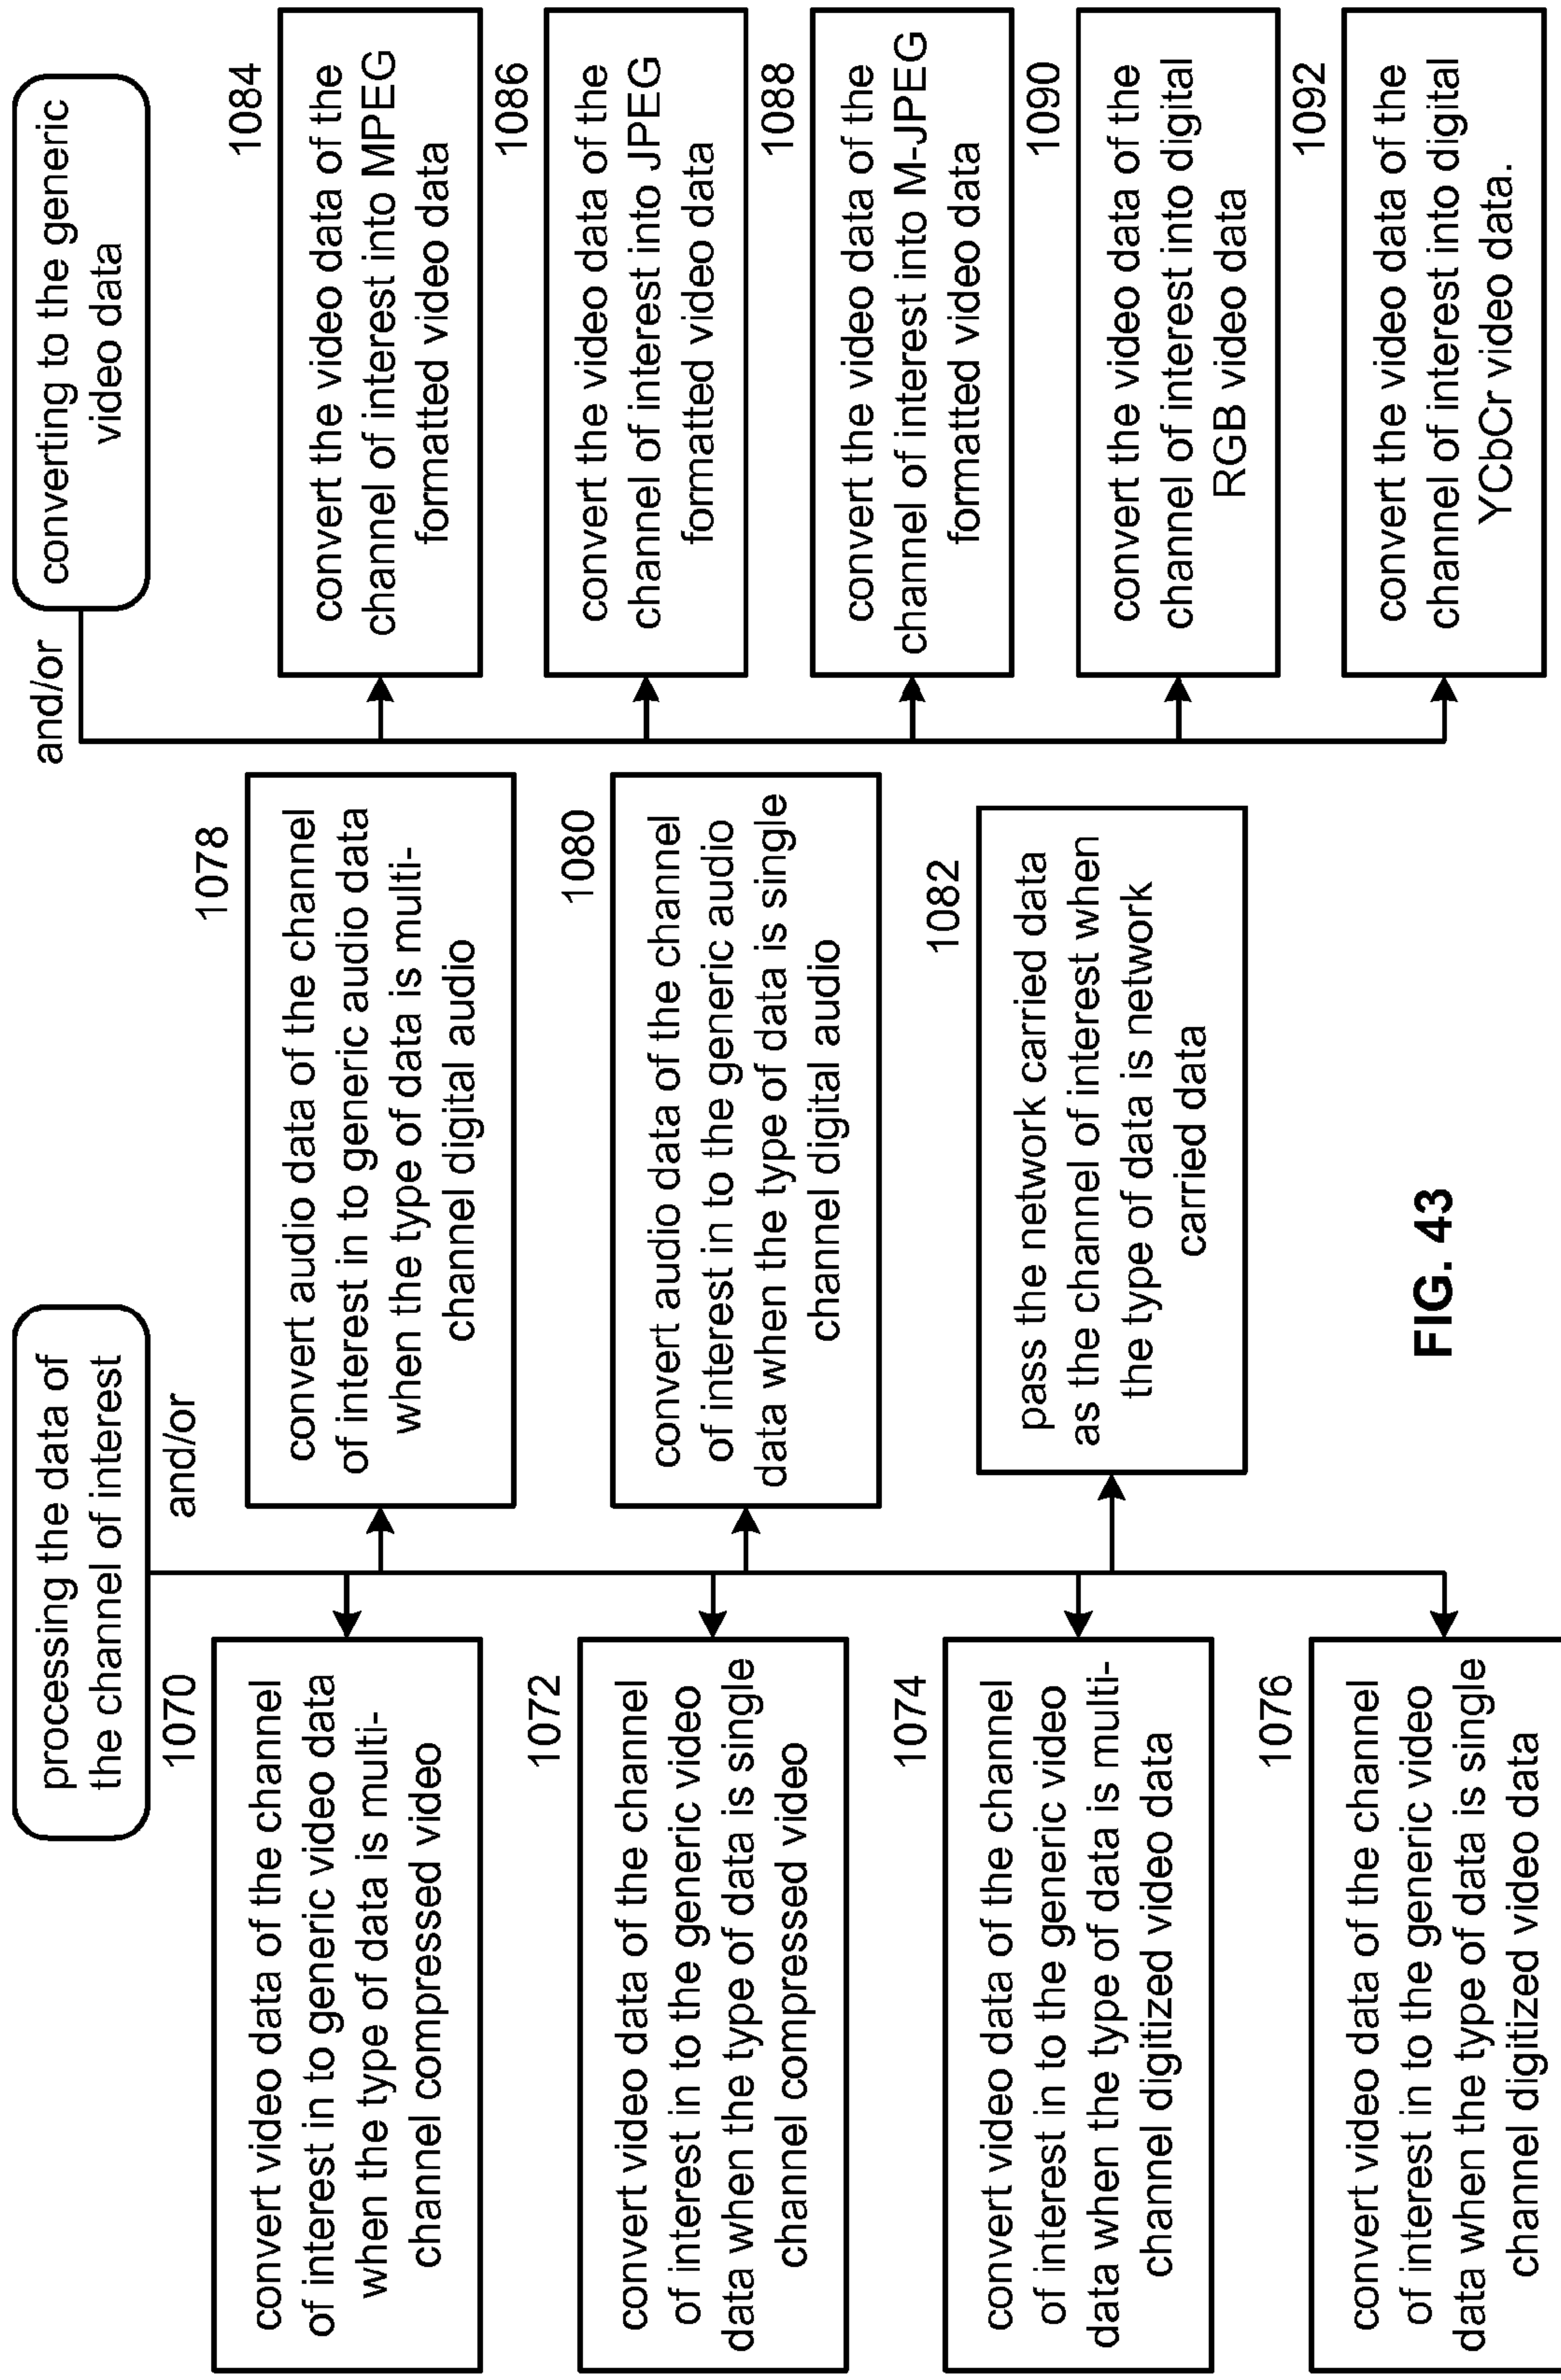 processing the data of
the channel of interest
and/or
1070
convert video data of the channel
of interest in to generic video data
when the type of data is multi-
channel compressed video
1072
convert video data of the channel
of interest in to the generic video
data when the type of data is single
channel compressed video
1074
convert video data of the channel
of interest in to the generic video
data when the type of data is multi-
channel digitized video data
1076
convert video data of the channel
of interest in to the generic video
data when the type of data is single
channel digitized video data
1078
convert audio data of the channel
of interest in to generic audio data
when the type of data is multi-
channel digital audio
1080
convert audio data of the channel
of interest in to the generic audio
data when the type of data is single
channel digital audio
1082
pass the network carried data
as the channel of interest when
the type of data is network
carried data
converting to the generic
video data
and/or
1084
convert the video data of the
channel of interest into MPEG
formatted video data
1086
convert the video data of the
channel of interest into JPEG
formatted video data
1088
convert the video data of the
channel of interest into M-JPEG
formatted video data
1090
convert the video data of the
channel of interest into digital
RGB video data
1092
convert the video data of the
channel of interest into digital
YCbCr video data.
FIG. 43